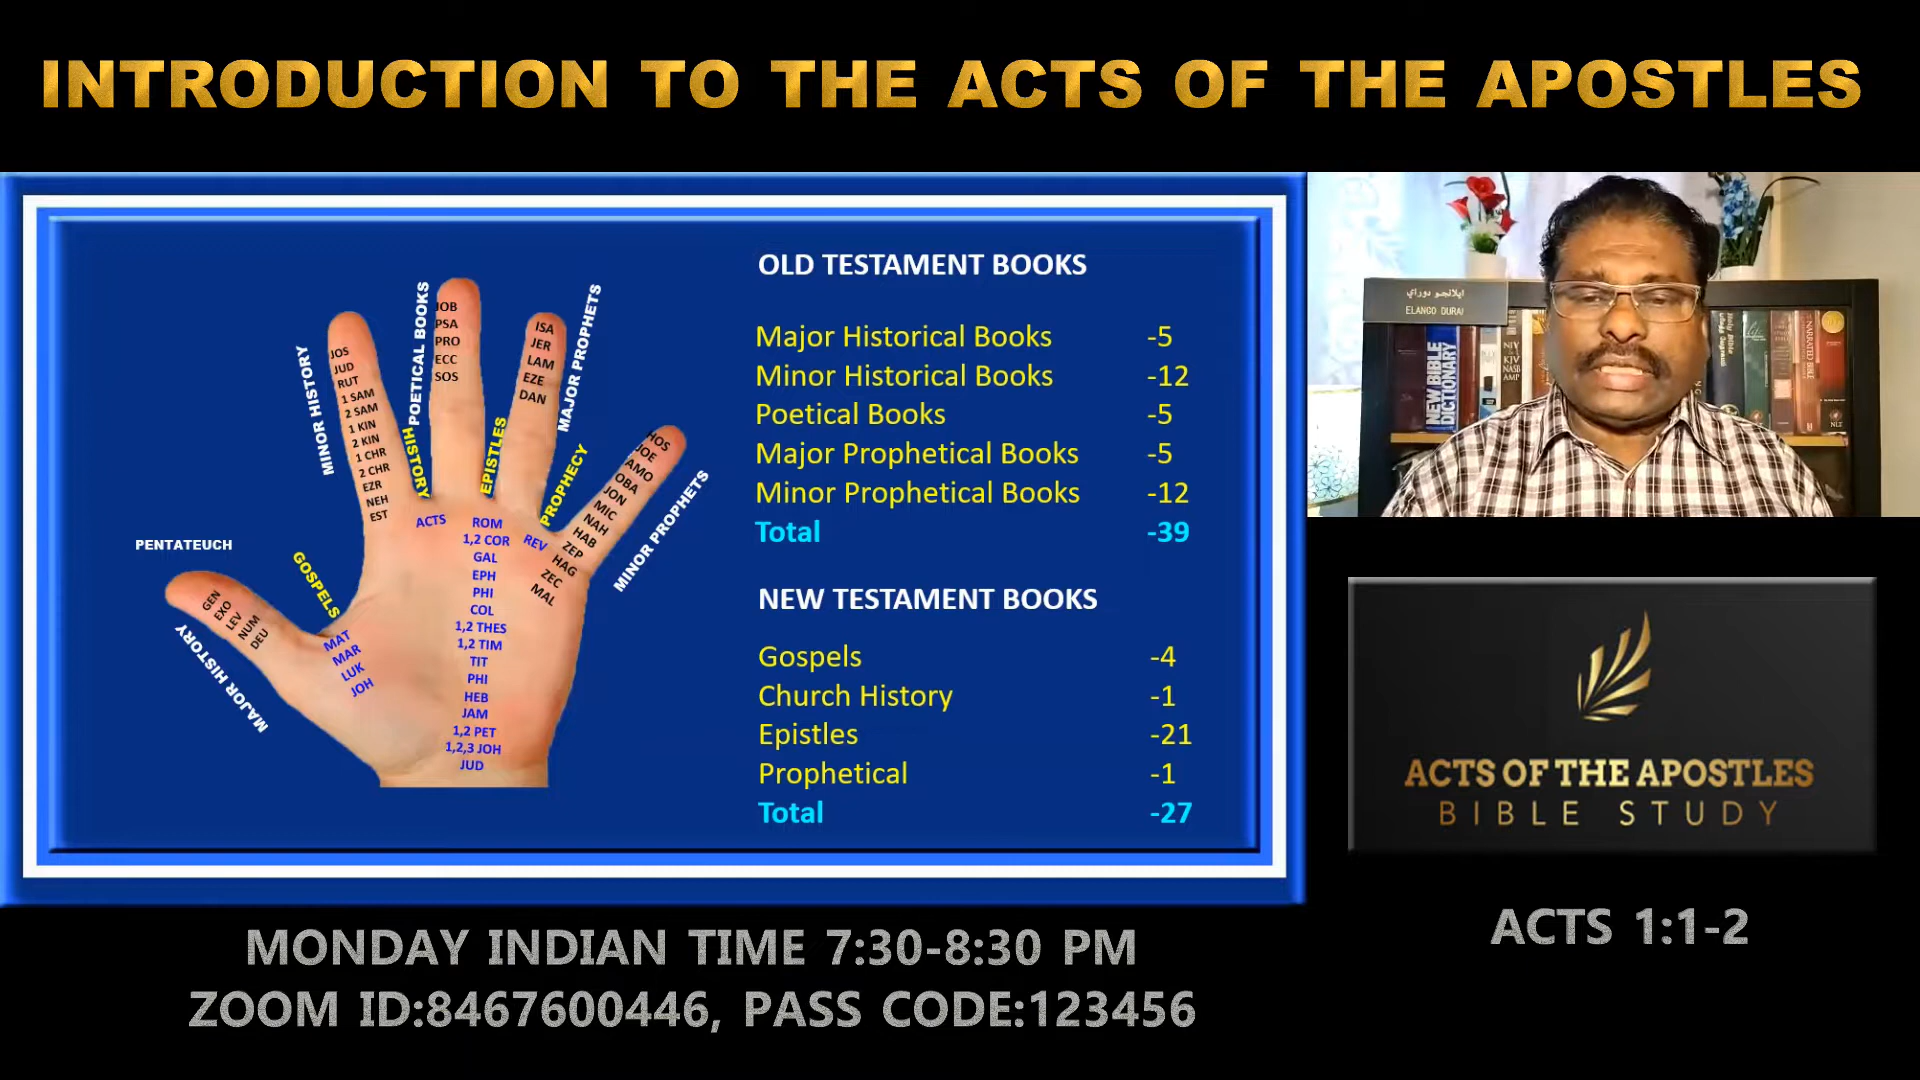 INTRODUCTION TO THE ACTS OF THE APOSTLES
PENTATEUCH
MAJOR HISTORY
GEN
EXO
LEV
NUM
DEU
GOSPELS
MAT
MAR
LUK
JOH
MINOR HISTORY
JOS
JUD
RUT
1 SAM
2 SAM
1 KIN
2 KIN
1 CHR
2 CHR
EZR
NEH
EST
HISTORY
ACTS
POETICAL BOOKS
JOB
PSA
PRO
ECC
SOS
EPISTLES
ROM
1,2 COR
GAL
EPH
PHI
COL
1,2 THES
1,2 TIM
TIT
PHI
HEB
JAM
1,2 PET
1,2,3 JOH
JUD
MAJOR PROPHETS
ISA
JER
LAM
EZE
DAN
PROPHECY
REV
MINOR PROPHETS
HOS
JOE
AMO
OBA
JON
MIC
NAH
HAB
ZEP
HAG
ZEC
MAL
OLD TESTAMENT BOOKS
Major Historical Books -5
Minor Historical Books -12
Poetical Books -5
Major Prophetical Books -5
Minor Prophetical Books -12
Total -39
NEW TESTAMENT BOOKS
Gospels -4
Church History -1
Epistles -21
Prophetical -1
Total -27
ايلانجو دوراي
ELANGO DURAI
NEW BIBLE
DICTIONARY
NIV
KJV
NASB
AMP
ACTS OF THE APOSTLES
BIBLE STUDY
ACTS 1:1-2
MONDAY INDIAN TIME 7:30-8:30 PM
ZOOM ID:8467600446, PASS CODE:123456